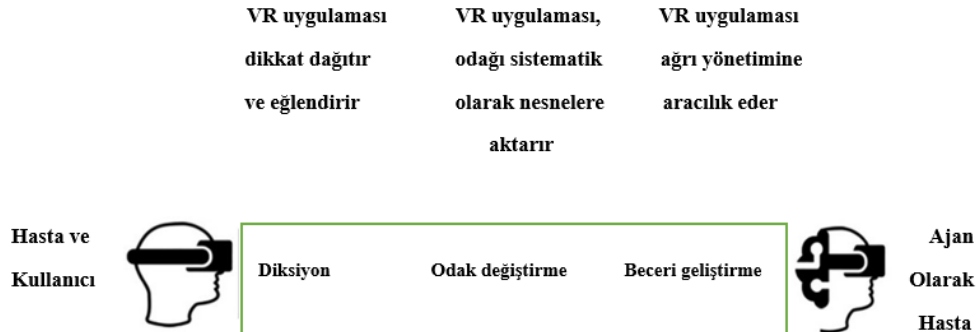 VR uygulaması
dikkat dağıtır
ve eğlendirir
VR uygulaması,
odağı sistematik
olarak nesnelere
aktarır
VR uygulaması
ağrı yönetimine
aracılık eder
Hasta ve
Kullanıcı
Diksiyon
Odak değiştirme
Beceri geliştirme
Ajan
Olarak
Hasta